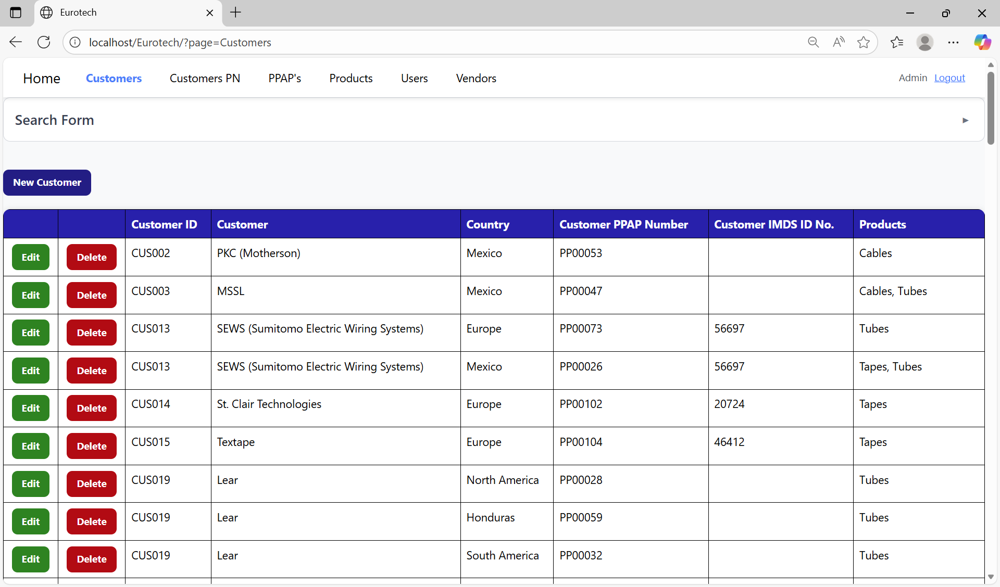 Eurotech
localhost/Eurotech/?page=Customers
Home Customers Customers PN PPAP's Products Users Vendors Admin Logout
Search Form
New Customer
Customer ID Customer Country Customer PPAP Number Customer IMDS ID No. Products
Edit Delete CUS002 PKC (Motherson) Mexico PP00053 Cables
Edit Delete CUS003 MSSL Mexico PP00047 Cables, Tubes
Edit Delete CUS013 SEWS (Sumitomo Electric Wiring Systems) Europe PP00073 56697 Tubes
Edit Delete CUS013 SEWS (Sumitomo Electric Wiring Systems) Mexico PP00026 56697 Tapes, Tubes
Edit Delete CUS014 St. Clair Technologies Europe PP00102 20724 Tapes
Edit Delete CUS015 Textape Europe PP00104 46412 Tapes
Edit Delete CUS019 Lear North America PP00028 Tubes
Edit Delete CUS019 Lear Honduras PP00059 Tubes
Edit Delete CUS019 Lear South America PP00032 Tubes